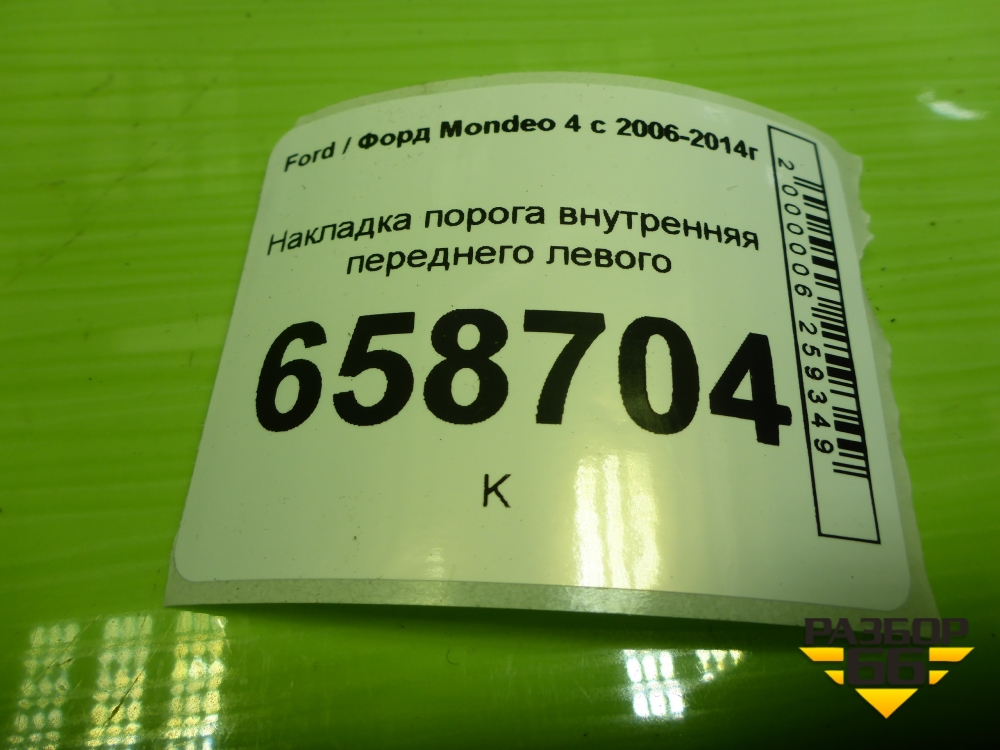 Ford / Форд Mondeo 4 с 2006-2014г
Накладка порога внутренняя
переднего левого
658704
К
2000006259349
РАЗБОР
66